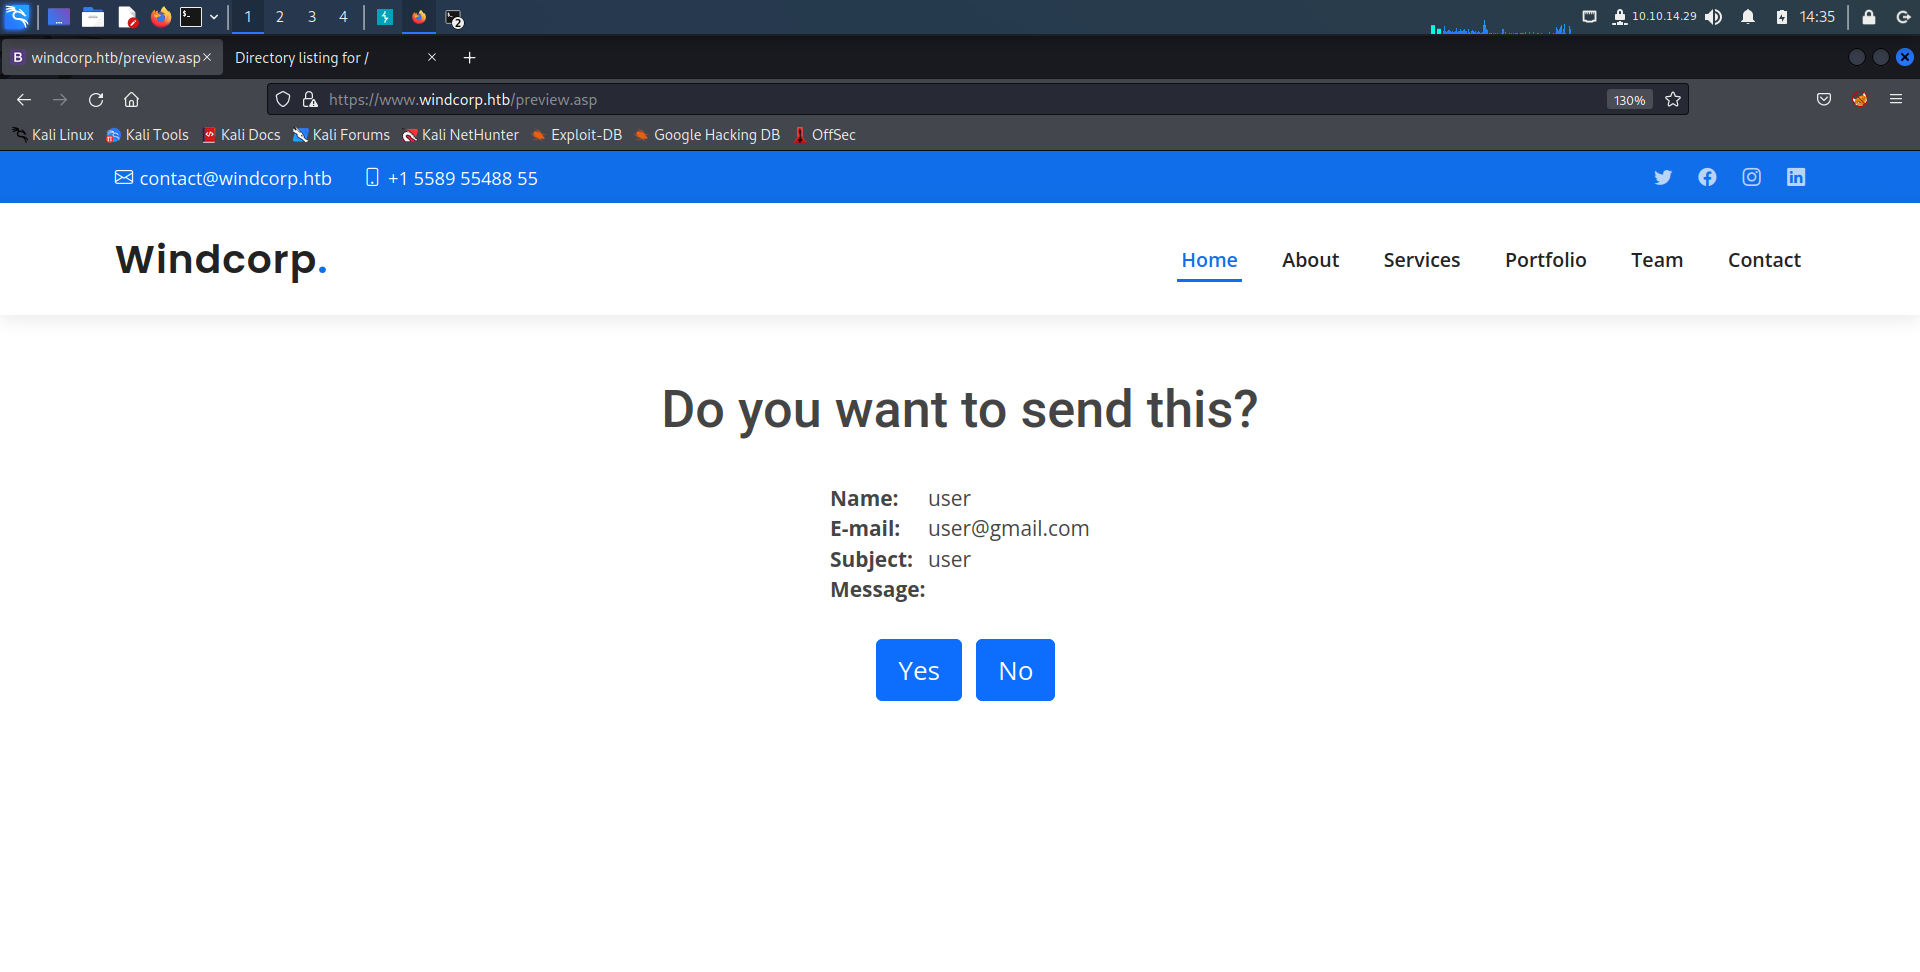 1 2 3 4 2 10.10.14.29 14:35
B windcorp.htb/preview.asp Directory listing for /
https://www.windcorp.htb/preview.asp 130%
Kali Linux Kali Tools Kali Docs Kali Forums Kali NetHunter Exploit-DB Google Hacking DB OffSec
contact@windcorp.htb +1 5589 55488 55
Windcorp. Home About Services Portfolio Team Contact
Do you want to send this?
Name: user
E-mail: user@gmail.com
Subject: user
Message:
Yes No